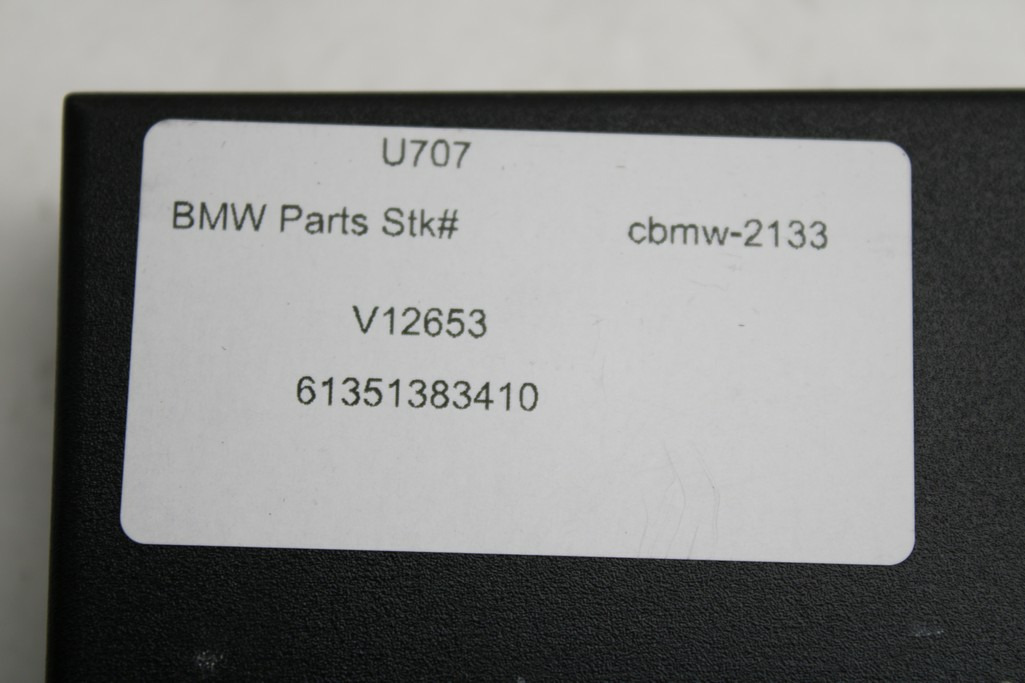 U707
BMW Parts Stk# cbmw-2133
V12653
61351383410